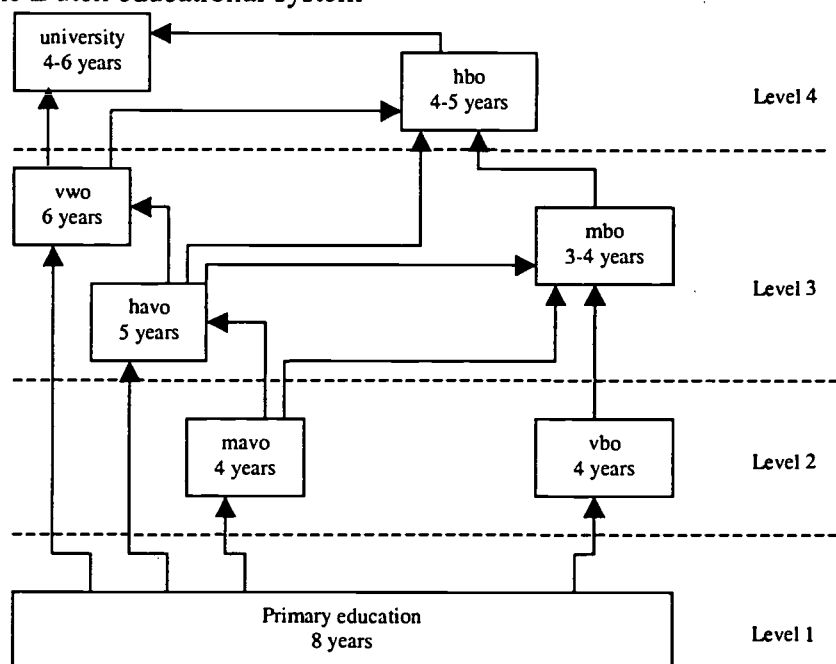 university
4-6 years
hbo
4-5 years
Level 4
vwo
6 years
mbo
3-4 years
Level 3
havo
5 years
mavo
4 years
vbo
4 years
Level 2
Primary education
8 years
Level 1